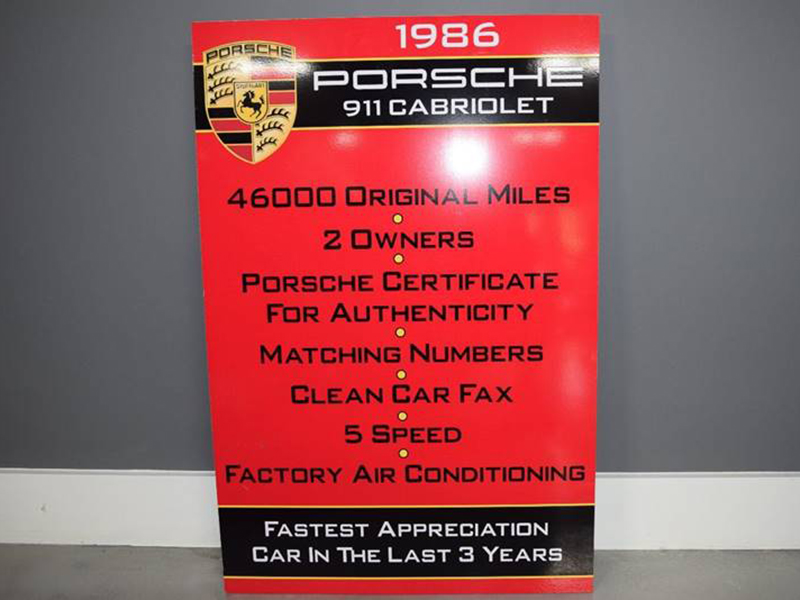 1986
PORSCHE
PORSCHE
911 CABRIOLET
STUTTGART
46000 ORIGINAL MILES
2 OWNERS
PORSCHE CERTIFICATE
FOR AUTHENTICITY
MATCHING NUMBERS
CLEAN CAR FAX
5 SPEED
FACTORY AIR CONDITIONING
FASTEST APPRECIATION
CAR IN THE LAST 3 YEARS